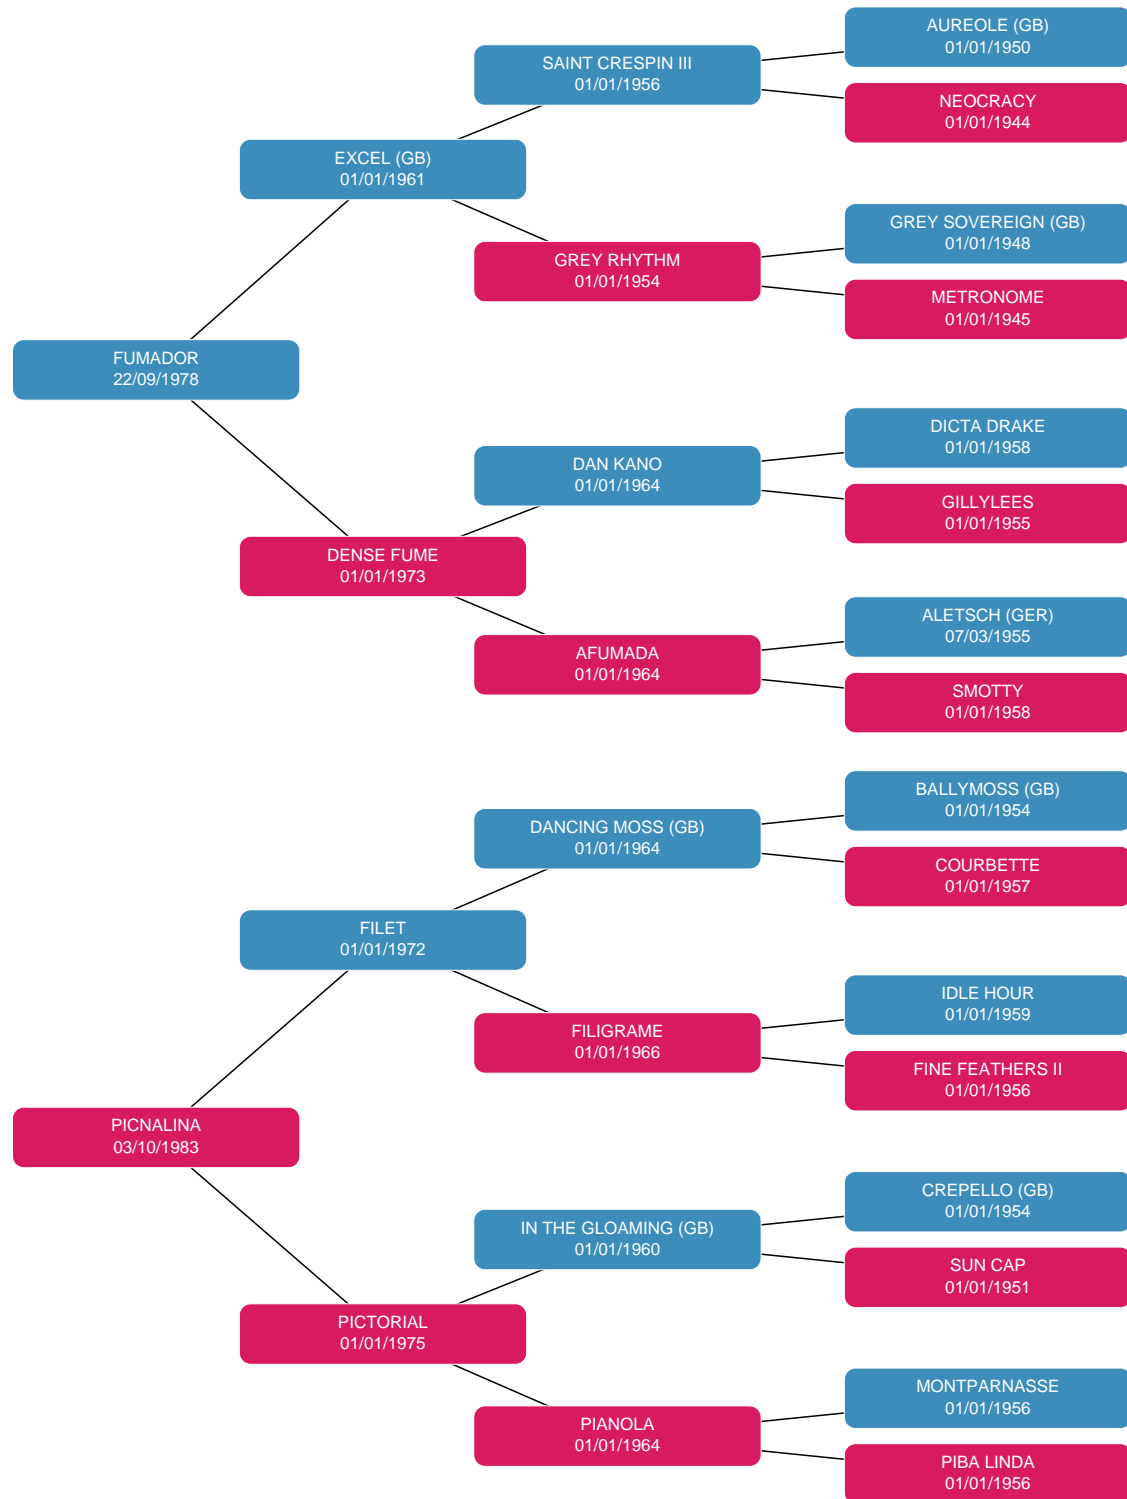 AUREOLE (GB)
01/01/1950
SAINT CRESPIN III
01/01/1956
NEOCRACY
01/01/1944
EXCEL (GB)
01/01/1961
GREY SOVEREIGN (GB)
01/01/1948
GREY RHYTHM
01/01/1954
METRONOME
01/01/1945
FUMADOR
22/09/1978
DICTA DRAKE
01/01/1958
DAN KANO
01/01/1964
GILLYLEES
01/01/1955
DENSE FUME
01/01/1973
ALETSCH (GER)
07/03/1955
AFUMADA
01/01/1964
SMOTTY
01/01/1958
BALLYMOSS (GB)
01/01/1954
DANCING MOSS (GB)
01/01/1964
COURBETTE
01/01/1957
FILET
01/01/1972
IDLE HOUR
01/01/1959
FILIGRAME
01/01/1966
FINE FEATHERS II
01/01/1956
PICNALINA
03/10/1983
CREPELLO (GB)
01/01/1954
IN THE GLOAMING (GB)
01/01/1960
SUN CAP
01/01/1951
PICTORIAL
01/01/1975
MONTPARNASSE
01/01/1956
PIANOLA
01/01/1964
PIBA LINDA
01/01/1956